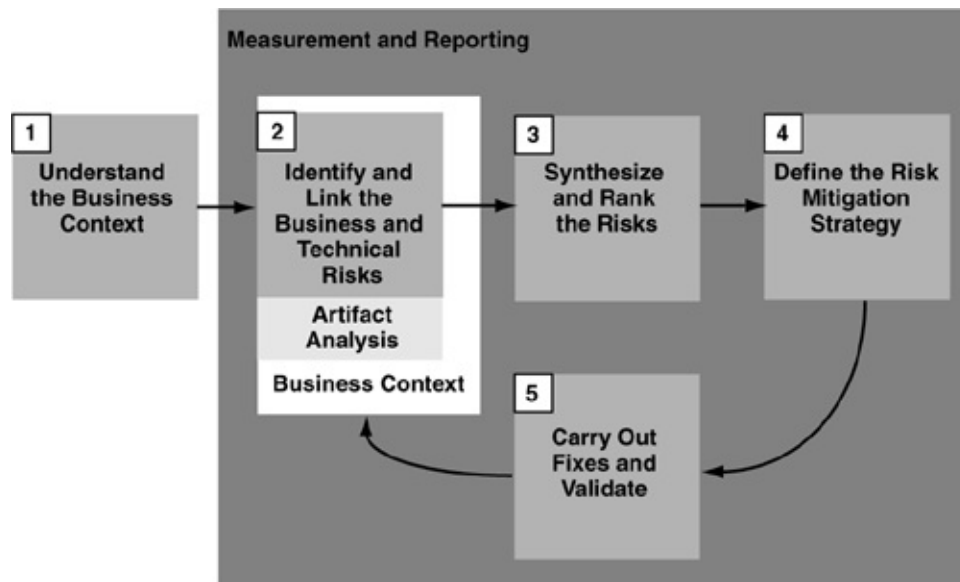 Measurement and Reporting
1
Understand
the Business
Context
2
Identify and
Link the
Business and
Technical
Risks
Artifact
Analysis
Business Context
3
Synthesize
and Rank
the Risks
4
Define the Risk
Mitigation
Strategy
5
Carry Out
Fixes and
Validate